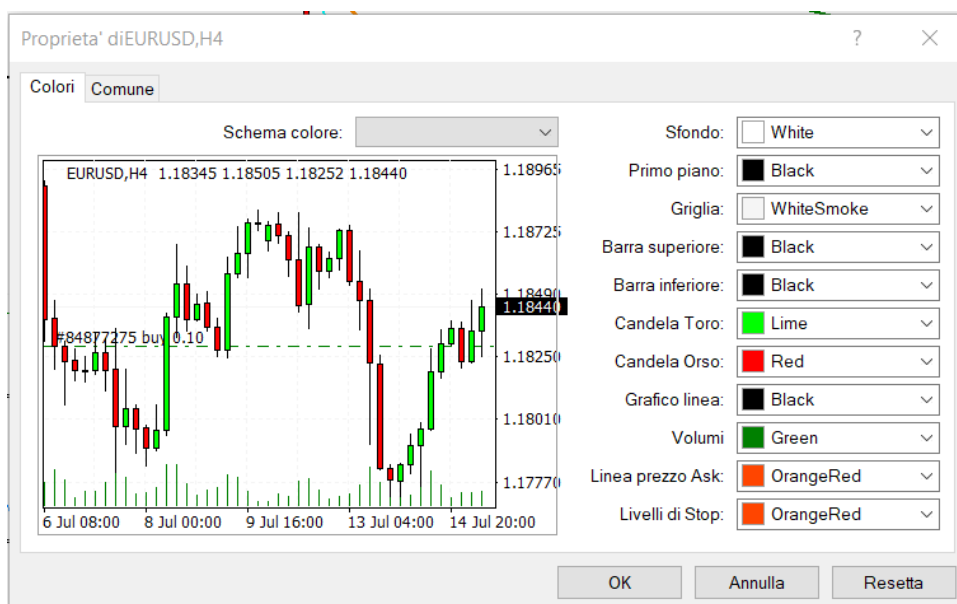 Proprieta' diEURUSD,H4
?
Colori
Comune
Schema colore:
EURUSD,H4 1.18345 1.18505 1.18252 1.18440
1.18965
1.18725
1.18490
1.18440
#84877275 buy 0.10
1.18250
1.18010
1.17770
6 Jul 08:00
8 Jul 00:00
9 Jul 16:00
13 Jul 04:00
14 Jul 20:00
Sfondo: White
Primo piano: Black
Griglia: WhiteSmoke
Barra superiore: Black
Barra inferiore: Black
Candela Toro: Lime
Candela Orso: Red
Grafico linea: Black
Volumi Green
Linea prezzo Ask: OrangeRed
Livelli di Stop: OrangeRed
OK
Annulla
Resetta